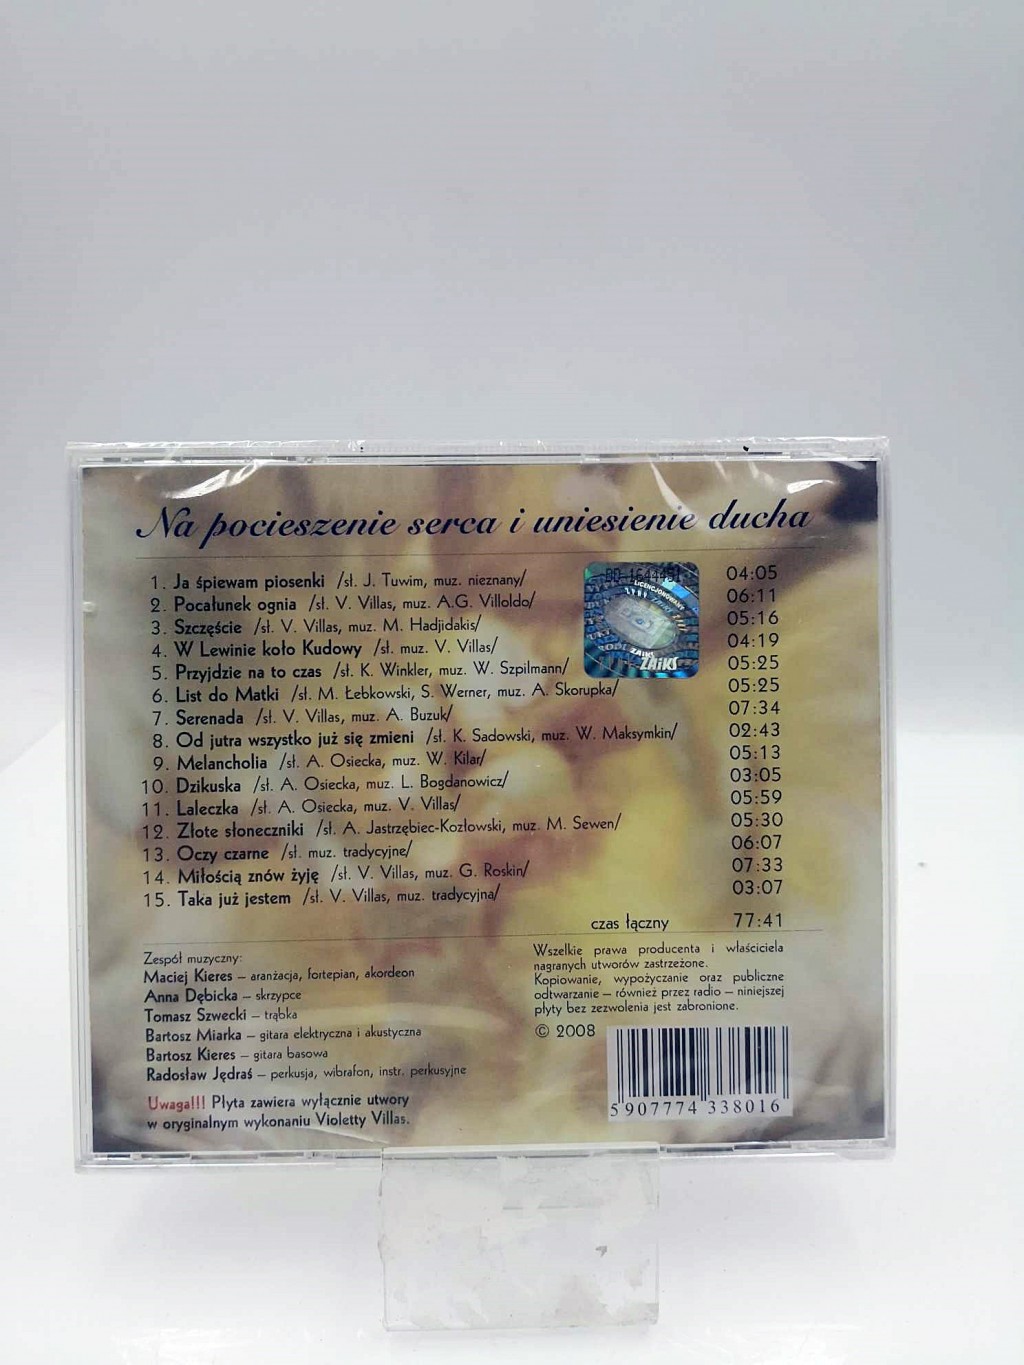 Na pocieszenie serca i uniesienie ducha
1. Ja śpiewam piosenki /sł. J. Tuwim, muz. nieznany/ 04:05
2. Pocałunek ognia /sł. V. Villas, muz. A.G. Villoldo/ 06:11
3. Szczęście /sł. V. Villas, muz. M. Hadjidakis/ 05:16
4. W Lewinie koło Kudowy /sł. muz. V. Villas/ 04:19
5. Przyjdzie na to czas /sł. K. Winkler, muz. W. Szpilmann/ 05:25
6. List do Matki /sł. M. Łebkowski, S. Werner, muz. A. Skorupka/ 05:25
7. Serenada /sł. V. Villas, muz. A. Buzuk/ 07:34
8. Od jutra wszystko już się zmieni /sł. K. Sadowski, muz. W. Maksymkin/ 02:43
9. Melancholia /sł. A. Osiecka, muz. W. Kilar/ 05:13
10. Dzikuska /sł. A. Osiecka, muz. L. Bogdanowicz/ 03:05
11. Laleczka /sł. A. Osiecka, muz. V. Villas/ 05:59
12. Złote słoneczniki /sł. A. Jastrzębiec-Kozłowski, muz. M. Sewen/ 05:30
13. Oczy czarne /sł. muz. tradycyjne/ 06:07
14. Miłością znów żyję /sł. V. Villas, muz. G. Roskin/ 07:33
15. Taka już jestem /sł. V. Villas, muz. tradycyjna/ 03:07
czas łączny 77:41
LICENCJONOWANY
ZAiKS
Zespół muzyczny:
Maciej Kieres – aranżacja, fortepian, akordeon
Anna Dębicka – skrzypce
Tomasz Szwecki – trąbka
Bartosz Miarka – gitara elektryczna i akustyczna
Bartosz Kieres – gitara basowa
Radosław Jędraś – perkusja, wibrafon, instr. perkusyjne
Uwaga!!! Płyta zawiera wyłącznie utwory
w oryginalnym wykonaniu Violetty Villas.
Wszelkie prawa producenta i właściciela
nagranych utworów zastrzeżone.
Kopiowanie, wypożyczanie oraz publiczne
odtwarzanie – również przez radio – niniejszej
płyty bez zezwolenia jest zabronione.
© 2008
5 907774 338016